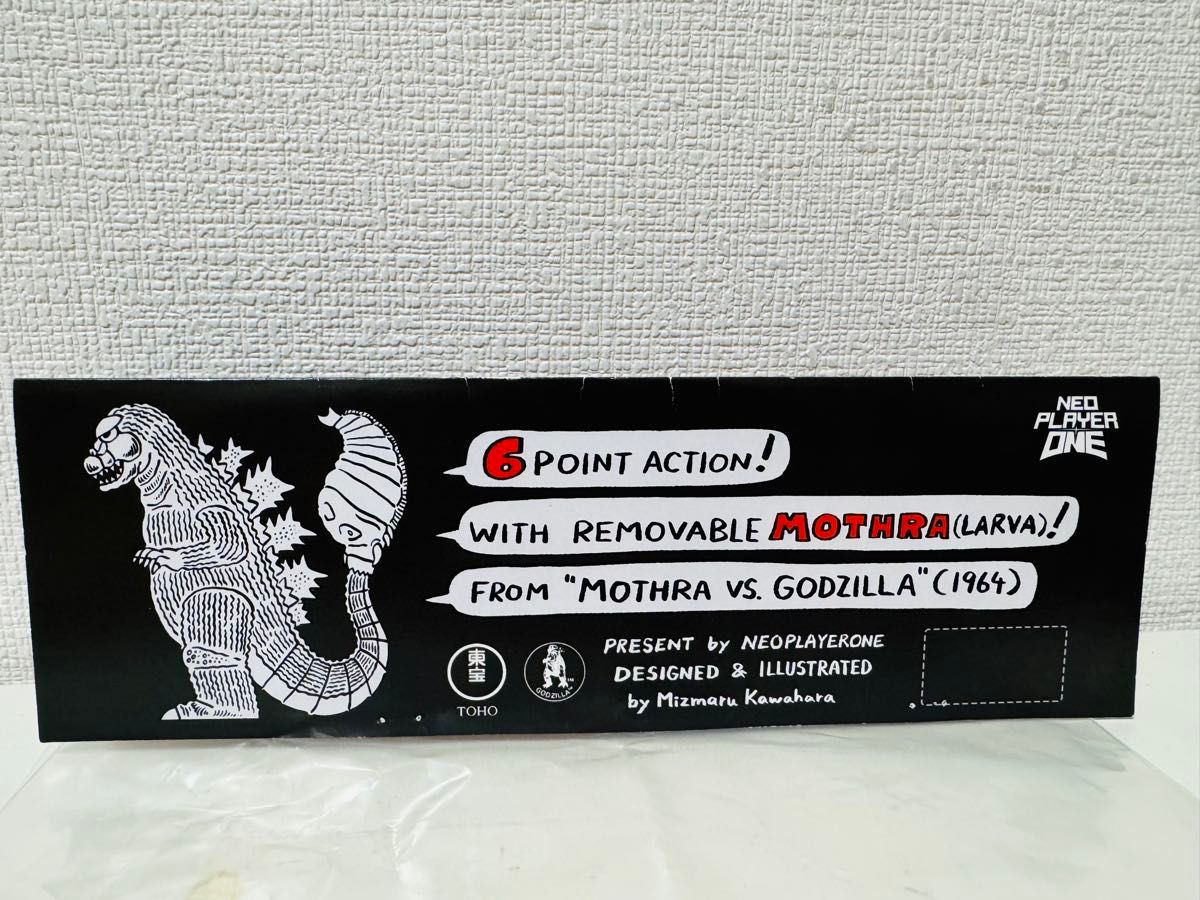 NEO
PLAYER
ONE
6 POINT ACTION!
WITH REMOVABLE MOTHRA (LARVA)!
FROM "MOTHRA VS. GODZILLA" (1964)
東宝
TOHO
GODZILLA™
PRESENT by NEOPLAYERONE
DESIGNED & ILLUSTRATED
by Mizmaru Kawahara